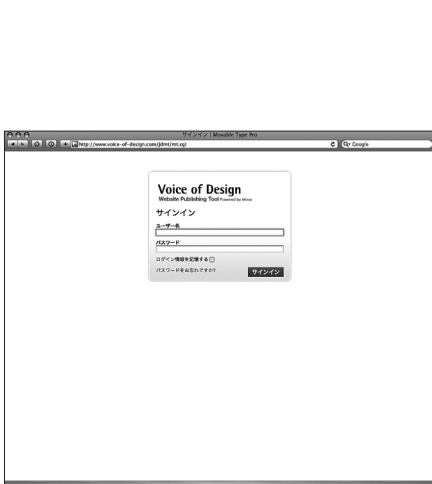 サインイン | Movable Type Pro
http://www.voice-of-design.com/jdmt/mt.cgi
Google
Voice of Design
Website Publishing Tool Powered by Mova
サインイン
ユーザー名
パスワード
ログイン情報を記憶する
パスワードをお忘れですか?
サインイン